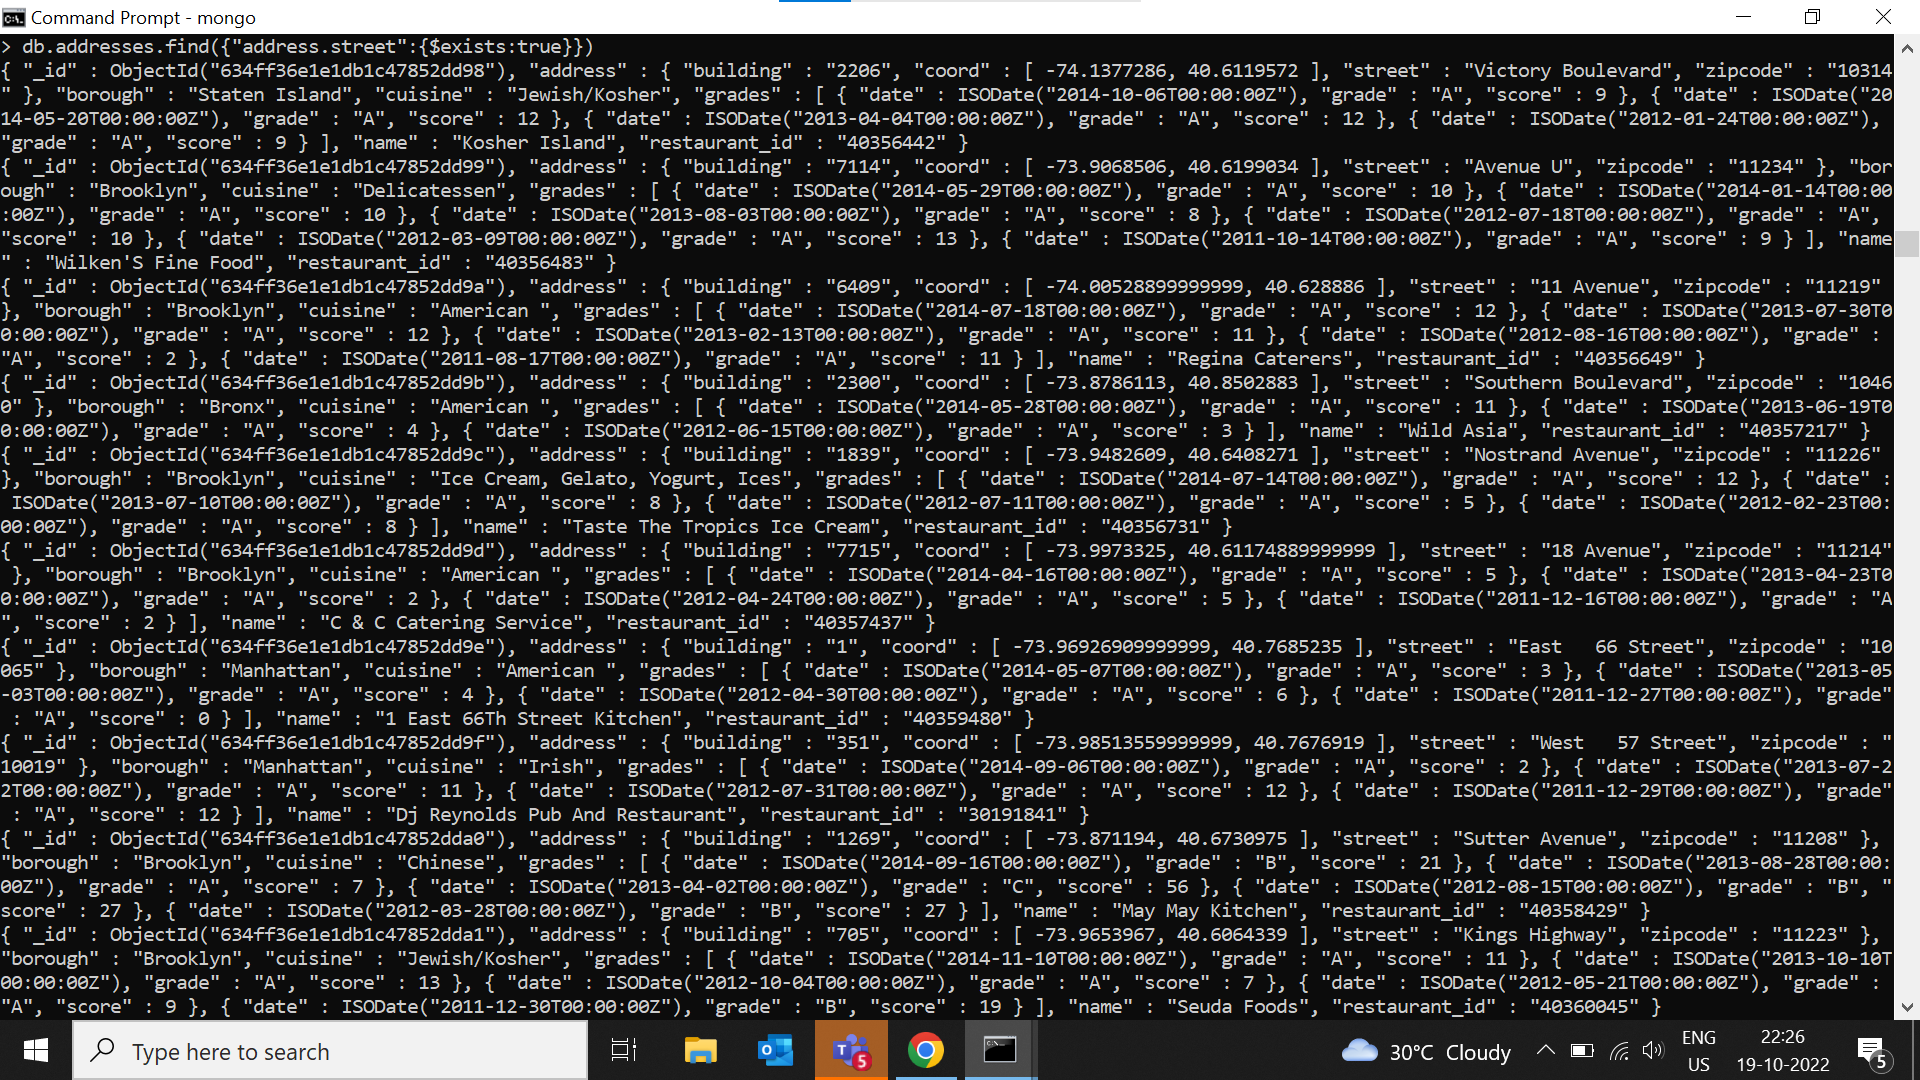 Command Prompt - mongo
> db.addresses.find({"address.street":{$exists:true}})
{ "_id" : ObjectId("634ff36e1e1db1c47852dd98"), "address" : { "building" : "2206", "coord" : [ -74.1377286, 40.6119572 ], "street" : "Victory Boulevard", "zipcode" : "10314
" }, "borough" : "Staten Island", "cuisine" : "Jewish/Kosher", "grades" : [ { "date" : ISODate("2014-10-06T00:00:00Z"), "grade" : "A", "score" : 9 }, { "date" : ISODate("20
14-05-20T00:00:00Z"), "grade" : "A", "score" : 12 }, { "date" : ISODate("2013-04-04T00:00:00Z"), "grade" : "A", "score" : 12 }, { "date" : ISODate("2012-01-24T00:00:00Z"),
"grade" : "A", "score" : 9 } ], "name" : "Kosher Island", "restaurant_id" : "40356442" }
{ "_id" : ObjectId("634ff36e1e1db1c47852dd99"), "address" : { "building" : "7114", "coord" : [ -73.9068506, 40.6199034 ], "street" : "Avenue U", "zipcode" : "11234" }, "bor
ough" : "Brooklyn", "cuisine" : "Delicatessen", "grades" : [ { "date" : ISODate("2014-05-29T00:00:00Z"), "grade" : "A", "score" : 10 }, { "date" : ISODate("2014-01-14T00:00
:00Z"), "grade" : "A", "score" : 10 }, { "date" : ISODate("2013-08-03T00:00:00Z"), "grade" : "A", "score" : 8 }, { "date" : ISODate("2012-07-18T00:00:00Z"), "grade" : "A",
"score" : 10 }, { "date" : ISODate("2012-03-09T00:00:00Z"), "grade" : "A", "score" : 13 }, { "date" : ISODate("2011-10-14T00:00:00Z"), "grade" : "A", "score" : 9 } ], "name
" : "Wilken'S Fine Food", "restaurant_id" : "40356483" }
{ "_id" : ObjectId("634ff36e1e1db1c47852dd9a"), "address" : { "building" : "6409", "coord" : [ -74.00528899999999, 40.628886 ], "street" : "11 Avenue", "zipcode" : "11219"
}, "borough" : "Brooklyn", "cuisine" : "American ", "grades" : [ { "date" : ISODate("2014-07-18T00:00:00Z"), "grade" : "A", "score" : 12 }, { "date" : ISODate("2013-07-30T0
0:00:00Z"), "grade" : "A", "score" : 12 }, { "date" : ISODate("2013-02-13T00:00:00Z"), "grade" : "A", "score" : 11 }, { "date" : ISODate("2012-08-16T00:00:00Z"), "grade" :
"A", "score" : 2 }, { "date" : ISODate("2011-08-17T00:00:00Z"), "grade" : "A", "score" : 11 } ], "name" : "Regina Caterers", "restaurant_id" : "40356649" }
{ "_id" : ObjectId("634ff36e1e1db1c47852dd9b"), "address" : { "building" : "2300", "coord" : [ -73.8786113, 40.8502883 ], "street" : "Southern Boulevard", "zipcode" : "1046
0" }, "borough" : "Bronx", "cuisine" : "American ", "grades" : [ { "date" : ISODate("2014-05-28T00:00:00Z"), "grade" : "A", "score" : 11 }, { "date" : ISODate("2013-06-19T0
0:00:00Z"), "grade" : "A", "score" : 4 }, { "date" : ISODate("2012-06-15T00:00:00Z"), "grade" : "A", "score" : 3 } ], "name" : "Wild Asia", "restaurant_id" : "40357217" }
{ "_id" : ObjectId("634ff36e1e1db1c47852dd9c"), "address" : { "building" : "1839", "coord" : [ -73.9482609, 40.6408271 ], "street" : "Nostrand Avenue", "zipcode" : "11226"
}, "borough" : "Brooklyn", "cuisine" : "Ice Cream, Gelato, Yogurt, Ices", "grades" : [ { "date" : ISODate("2014-07-14T00:00:00Z"), "grade" : "A", "score" : 12 }, { "date" :
 ISODate("2013-07-10T00:00:00Z"), "grade" : "A", "score" : 8 }, { "date" : ISODate("2012-07-11T00:00:00Z"), "grade" : "A", "score" : 5 }, { "date" : ISODate("2012-02-23T00:
00:00Z"), "grade" : "A", "score" : 8 } ], "name" : "Taste The Tropics Ice Cream", "restaurant_id" : "40356731" }
{ "_id" : ObjectId("634ff36e1e1db1c47852dd9d"), "address" : { "building" : "7715", "coord" : [ -73.9973325, 40.61174889999999 ], "street" : "18 Avenue", "zipcode" : "11214"
 }, "borough" : "Brooklyn", "cuisine" : "American ", "grades" : [ { "date" : ISODate("2014-04-16T00:00:00Z"), "grade" : "A", "score" : 5 }, { "date" : ISODate("2013-04-23T0
0:00:00Z"), "grade" : "A", "score" : 2 }, { "date" : ISODate("2012-04-24T00:00:00Z"), "grade" : "A", "score" : 5 }, { "date" : ISODate("2011-12-16T00:00:00Z"), "grade" : "A
", "score" : 2 } ], "name" : "C & C Catering Service", "restaurant_id" : "40357437" }
{ "_id" : ObjectId("634ff36e1e1db1c47852dd9e"), "address" : { "building" : "1", "coord" : [ -73.96926909999999, 40.7685235 ], "street" : "East   66 Street", "zipcode" : "10
065" }, "borough" : "Manhattan", "cuisine" : "American ", "grades" : [ { "date" : ISODate("2014-05-07T00:00:00Z"), "grade" : "A", "score" : 3 }, { "date" : ISODate("2013-05
-03T00:00:00Z"), "grade" : "A", "score" : 4 }, { "date" : ISODate("2012-04-30T00:00:00Z"), "grade" : "A", "score" : 6 }, { "date" : ISODate("2011-12-27T00:00:00Z"), "grade"
 : "A", "score" : 0 } ], "name" : "1 East 66Th Street Kitchen", "restaurant_id" : "40359480" }
{ "_id" : ObjectId("634ff36e1e1db1c47852dd9f"), "address" : { "building" : "351", "coord" : [ -73.98513559999999, 40.7676919 ], "street" : "West   57 Street", "zipcode" : "
10019" }, "borough" : "Manhattan", "cuisine" : "Irish", "grades" : [ { "date" : ISODate("2014-09-06T00:00:00Z"), "grade" : "A", "score" : 2 }, { "date" : ISODate("2013-07-2
2T00:00:00Z"), "grade" : "A", "score" : 11 }, { "date" : ISODate("2012-07-31T00:00:00Z"), "grade" : "A", "score" : 12 }, { "date" : ISODate("2011-12-29T00:00:00Z"), "grade"
 : "A", "score" : 12 } ], "name" : "Dj Reynolds Pub And Restaurant", "restaurant_id" : "30191841" }
{ "_id" : ObjectId("634ff36e1e1db1c47852dda0"), "address" : { "building" : "1269", "coord" : [ -73.871194, 40.6730975 ], "street" : "Sutter Avenue", "zipcode" : "11208" },
"borough" : "Brooklyn", "cuisine" : "Chinese", "grades" : [ { "date" : ISODate("2014-09-16T00:00:00Z"), "grade" : "B", "score" : 21 }, { "date" : ISODate("2013-08-28T00:00:
00Z"), "grade" : "A", "score" : 7 }, { "date" : ISODate("2013-04-02T00:00:00Z"), "grade" : "C", "score" : 56 }, { "date" : ISODate("2012-08-15T00:00:00Z"), "grade" : "B", "
score" : 27 }, { "date" : ISODate("2012-03-28T00:00:00Z"), "grade" : "B", "score" : 27 } ], "name" : "May May Kitchen", "restaurant_id" : "40358429" }
{ "_id" : ObjectId("634ff36e1e1db1c47852dda1"), "address" : { "building" : "705", "coord" : [ -73.9653967, 40.6064339 ], "street" : "Kings Highway", "zipcode" : "11223" },
"borough" : "Brooklyn", "cuisine" : "Jewish/Kosher", "grades" : [ { "date" : ISODate("2014-11-10T00:00:00Z"), "grade" : "A", "score" : 11 }, { "date" : ISODate("2013-10-10T
00:00:00Z"), "grade" : "A", "score" : 13 }, { "date" : ISODate("2012-10-04T00:00:00Z"), "grade" : "A", "score" : 7 }, { "date" : ISODate("2012-05-21T00:00:00Z"), "grade" :
"A", "score" : 9 }, { "date" : ISODate("2011-12-30T00:00:00Z"), "grade" : "B", "score" : 19 } ], "name" : "Seuda Foods", "restaurant_id" : "40360045" }
Type here to search
5
30°C Cloudy
ENG
US
22:26
19-10-2022
5